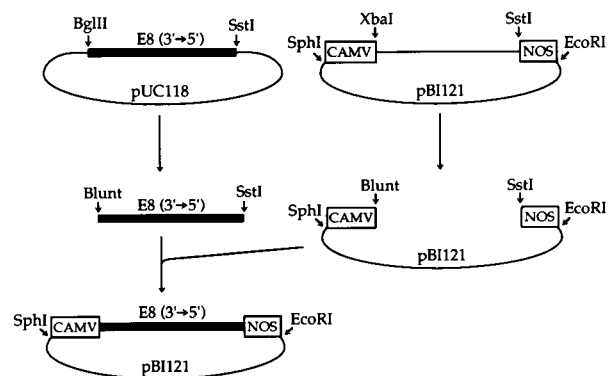 BglII E8 (3'→5') SstI
pUC118
XbaI SstI
SphI CAMV NOS EcoRI
pBI121
Blunt E8 (3'→5') SstI
Blunt SstI
SphI CAMV NOS EcoRI
pBI121
SphI CAMV E8 (3'→5') NOS EcoRI
pBI121